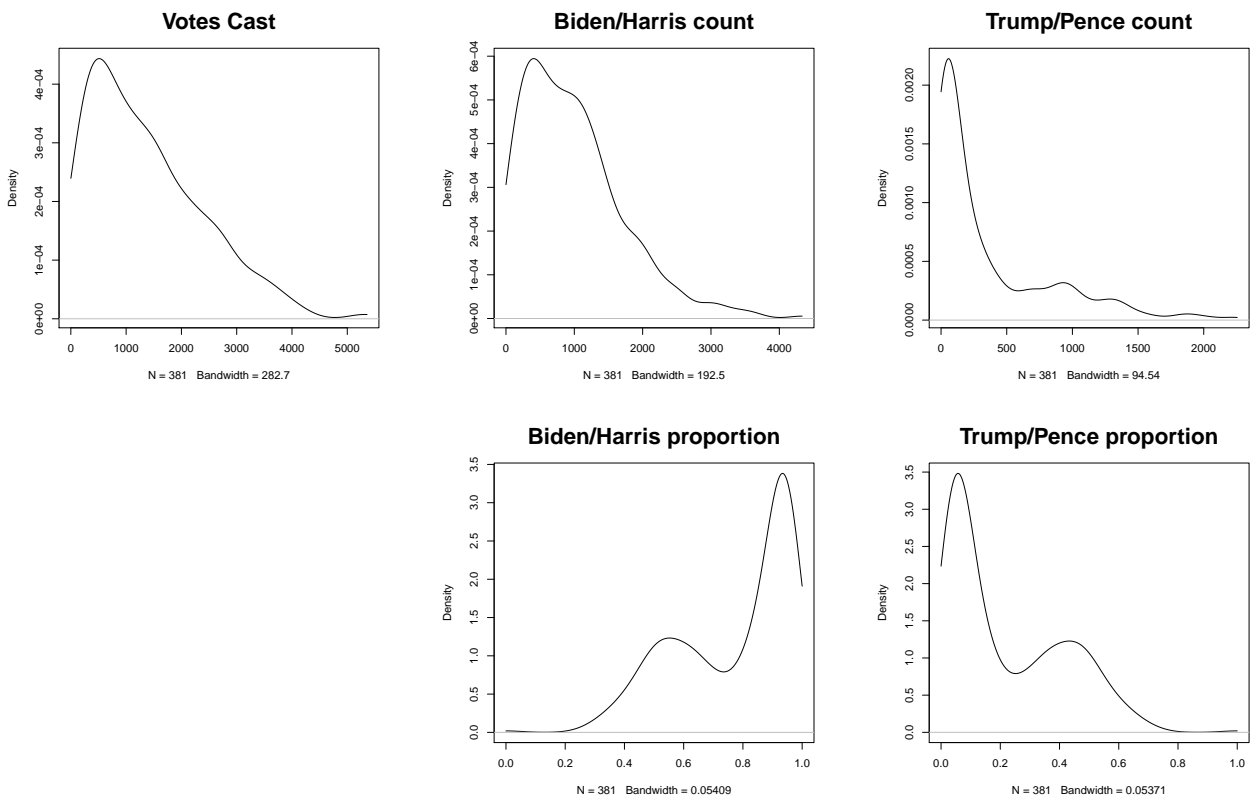 Votes Cast
Density
0e+00 1e−04 2e−04 3e−04 4e−04
0 1000 2000 3000 4000 5000
N = 381 Bandwidth = 282.7
Biden/Harris count
Density
0e+00 1e−04 2e−04 3e−04 4e−04 5e−04 6e−04
0 1000 2000 3000 4000
N = 381 Bandwidth = 192.5
Trump/Pence count
Density
0.0000 0.0005 0.0010 0.0015 0.0020
0 500 1000 1500 2000
N = 381 Bandwidth = 94.54
Biden/Harris proportion
Density
0.0 0.5 1.0 1.5 2.0 2.5 3.0 3.5
0.0 0.2 0.4 0.6 0.8 1.0
N = 381 Bandwidth = 0.05409
Trump/Pence proportion
Density
0.0 0.5 1.0 1.5 2.0 2.5 3.0 3.5
0.0 0.2 0.4 0.6 0.8 1.0
N = 381 Bandwidth = 0.05371